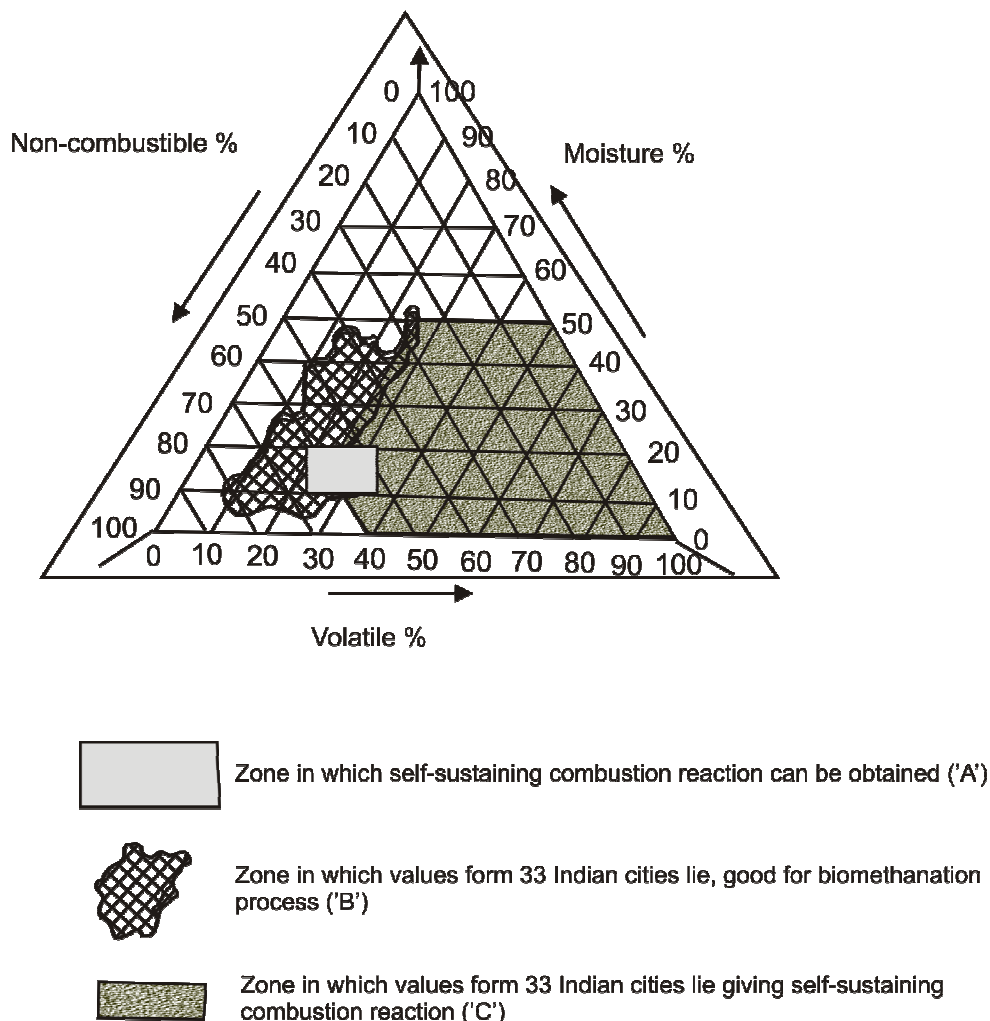 0 100
10 90
Non-combustible %
Moisture %
20 80
30 70
40 60
50 50
60 40
70 30
80 20
90 10
100 0
0 10 20 30 40 50 60 70 80 90 100
Volatile %
Zone in which self-sustaining combustion reaction can be obtained ('A')
Zone in which values form 33 Indian cities lie, good for biomethanation
process ('B')
Zone in which values form 33 Indian cities lie giving self-sustaining
combustion reaction ('C')